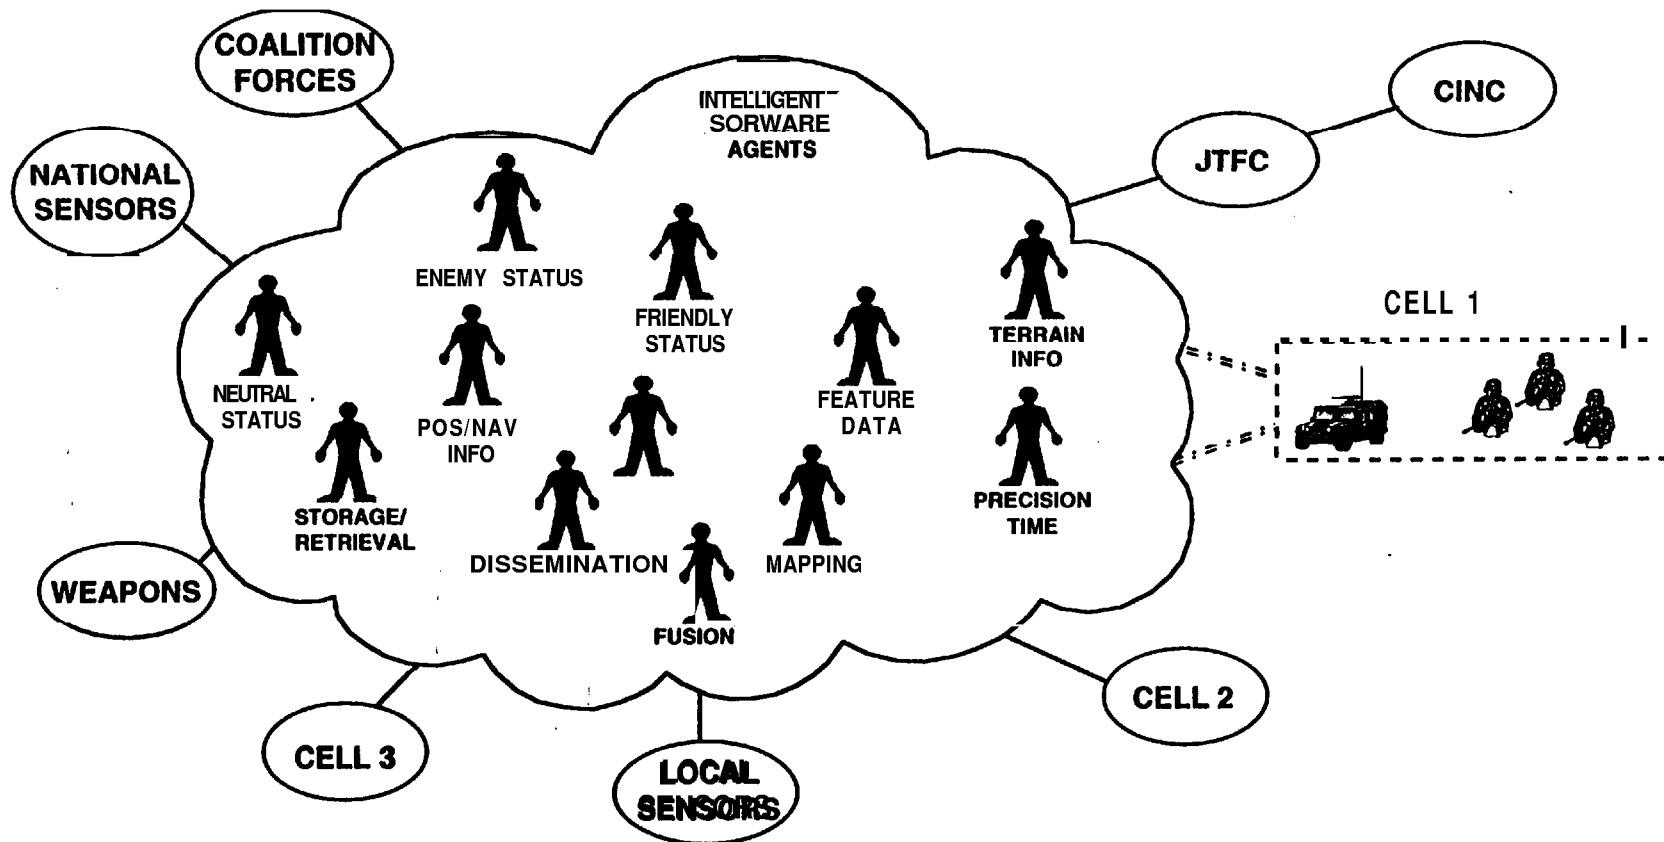 COALITION
FORCES
INTELLIGENT
SORWARE
AGENTS
CINC
JTFC
NATIONAL
SENSORS
ENEMY STATUS
FRIENDLY
STATUS
TERRAIN
INFO
CELL 1
NEUTRAL
STATUS
POS/NAV
INFO
FEATURE
DATA
STORAGE/
RETRIEVAL
PRECISION
TIME
DISSEMINATION
MAPPING
WEAPONS
FUSION
CELL 2
CELL 3
LOCAL
SENSORS